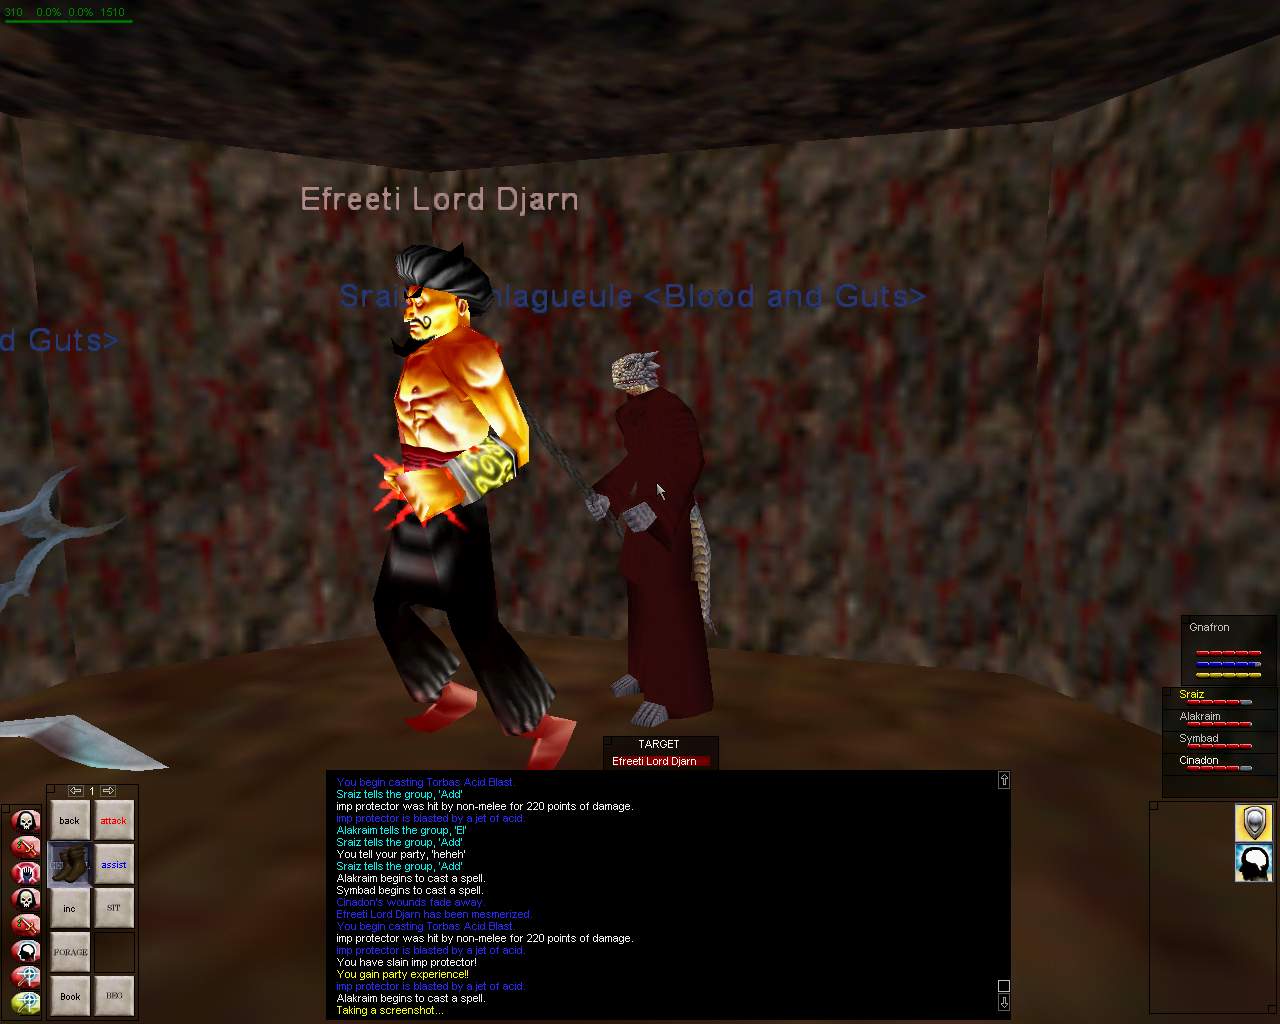 310 0.0% 0.0% 1510
Efreeti Lord Djarn
Srai lagueule <Blood and Guts>
d Guts>
Gnafron
Sraiz
Alakraim
Symbad
Cinadon
TARGET
Efreeti Lord Djarn
1
back attack
assist
inc SIT
FORAGE
Book BEG
You begin casting Torbas Acid Blast.
Sraiz tells the group, 'Add'
imp protector was hit by non-melee for 220 points of damage.
imp protector is blasted by a jet of acid.
Alakraim tells the group, 'El'
Sraiz tells the group, 'Add'
You tell your party, 'heheh'
Sraiz tells the group, 'Add'
Alakraim begins to cast a spell.
Symbad begins to cast a spell.
Cinadon's wounds fade away.
Efreeti Lord Djarn has been mesmerized.
You begin casting Torbas Acid Blast.
imp protector was hit by non-melee for 220 points of damage.
imp protector is blasted by a jet of acid.
You have slain imp protector!
You gain party experience!!
imp protector is blasted by a jet of acid.
Alakraim begins to cast a spell.
Taking a screenshot...